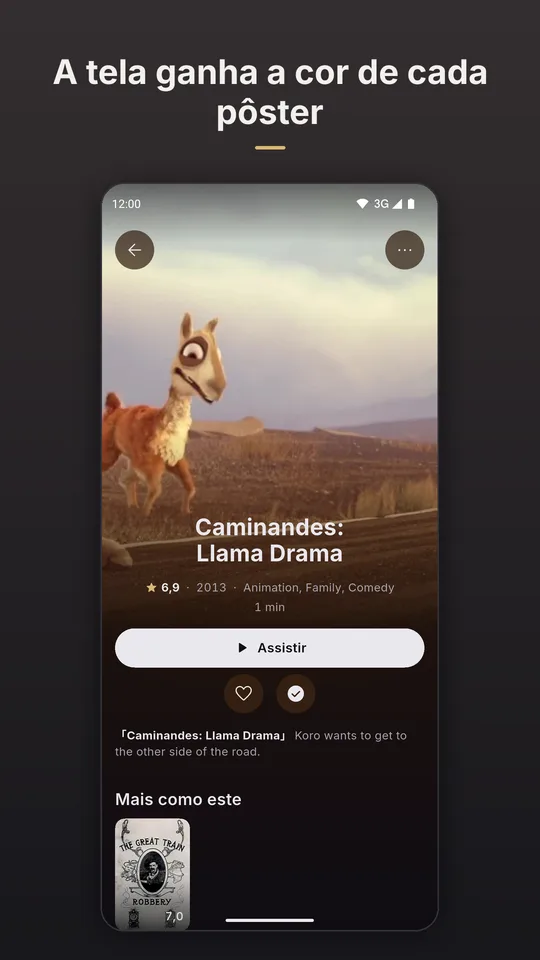 A tela ganha a cor de cada
pôster
12:00
3G
Caminandes:
Llama Drama
6,9 · 2013 · Animation, Family, Comedy
1 min
Assistir
「Caminandes: Llama Drama」 Koro wants to get to
the other side of the road.
Mais como este
THE GREAT TRAIN
ROBBERY
7,0